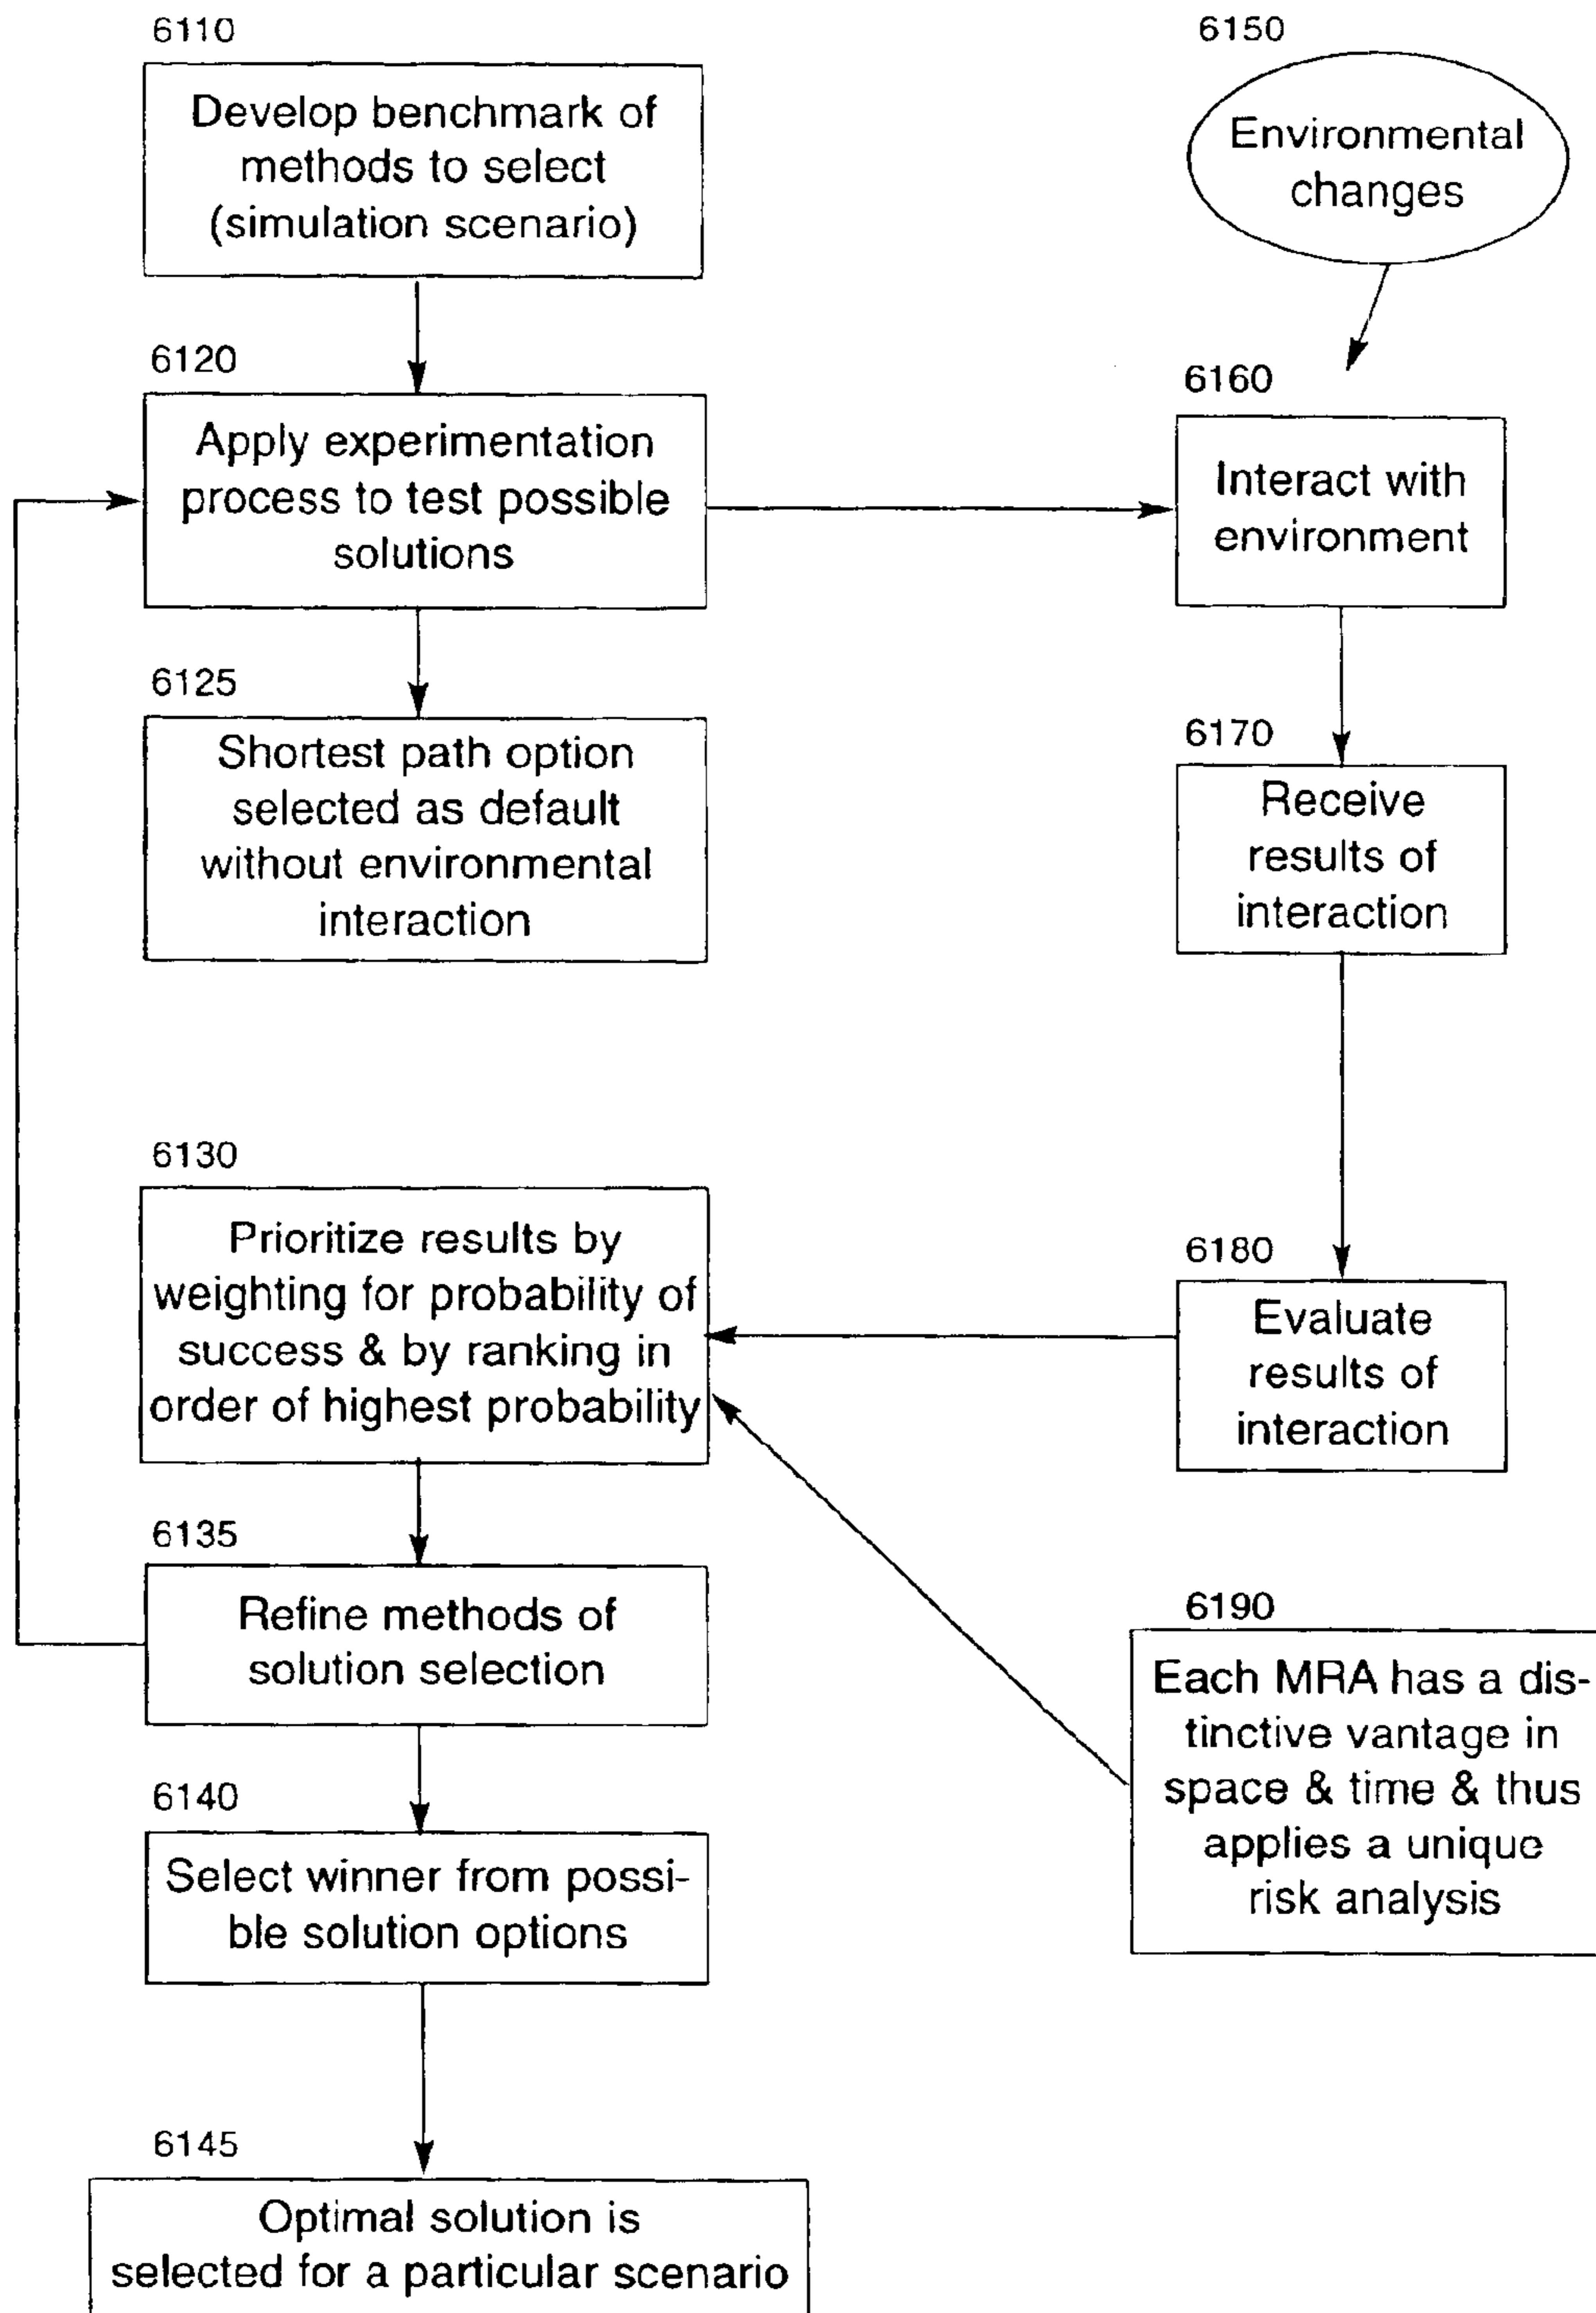 6110
Develop benchmark of
methods to select
(simulation scenario)
6150
Environmental
changes
6120
Apply experimentation
process to test possible
solutions
6160
Interact with
environment
6125
Shortest path option
selected as default
without environmental
interaction
6170
Receive
results of
interaction
6130
Prioritize results by
weighting for probability of
success & by ranking in
order of highest probability
6180
Evaluate
results of
interaction
6135
Refine methods of
solution selection
6190
Each MRA has a dis-
tinctive vantage in
space & time & thus
applies a unique
risk analysis
6140
Select winner from possi-
ble solution options
6145
Optimal solution is
selected for a particular scenario